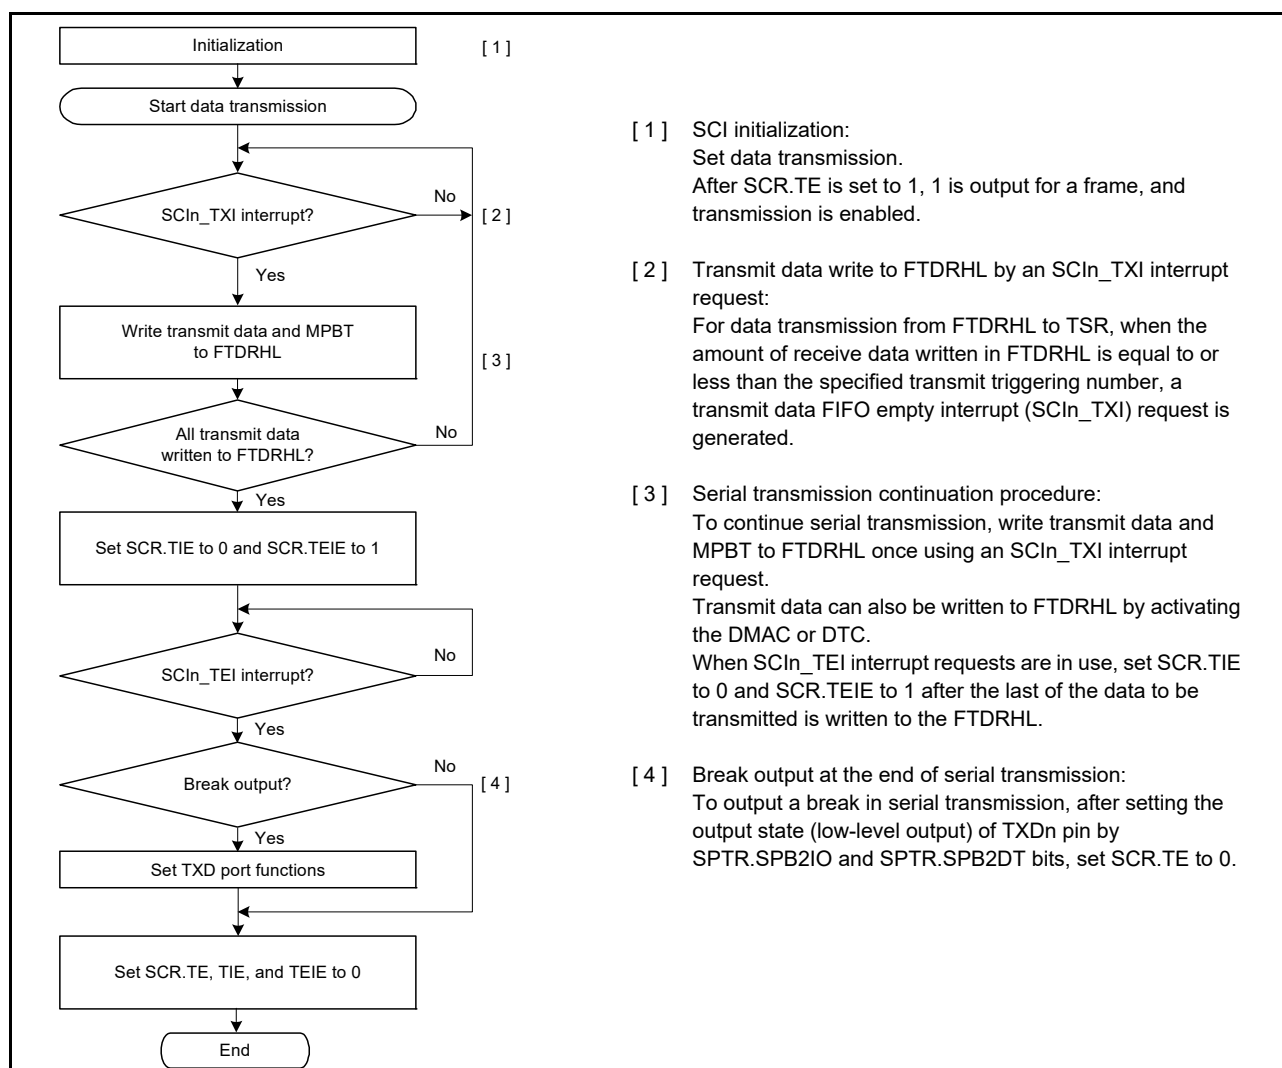 Initialization
[ 1 ]
Start data transmission
SCIn_TXI interrupt?
No
[ 2 ]
Yes
Write transmit data and MPBT
to FTDRHL
[ 3 ]
All transmit data
written to FTDRHL?
No
Yes
Set SCR.TIE to 0 and SCR.TEIE to 1
SCIn_TEI interrupt?
No
Yes
Break output?
No
[ 4 ]
Yes
Set TXD port functions
Set SCR.TE, TIE, and TEIE to 0
End
[ 1 ] SCI initialization:
Set data transmission.
After SCR.TE is set to 1, 1 is output for a frame, and
transmission is enabled.
[ 2 ] Transmit data write to FTDRHL by an SCIn_TXI interrupt
request:
For data transmission from FTDRHL to TSR, when the
amount of receive data written in FTDRHL is equal to or
less than the specified transmit triggering number, a
transmit data FIFO empty interrupt (SCIn_TXI) request is
generated.
[ 3 ] Serial transmission continuation procedure:
To continue serial transmission, write transmit data and
MPBT to FTDRHL once using an SCIn_TXI interrupt
request.
Transmit data can also be written to FTDRHL by activating
the DMAC or DTC.
When SCIn_TEI interrupt requests are in use, set SCR.TIE
to 0 and SCR.TEIE to 1 after the last of the data to be
transmitted is written to the FTDRHL.
[ 4 ] Break output at the end of serial transmission:
To output a break in serial transmission, after setting the
output state (low-level output) of TXDn pin by
SPTR.SPB2IO and SPTR.SPB2DT bits, set SCR.TE to 0.